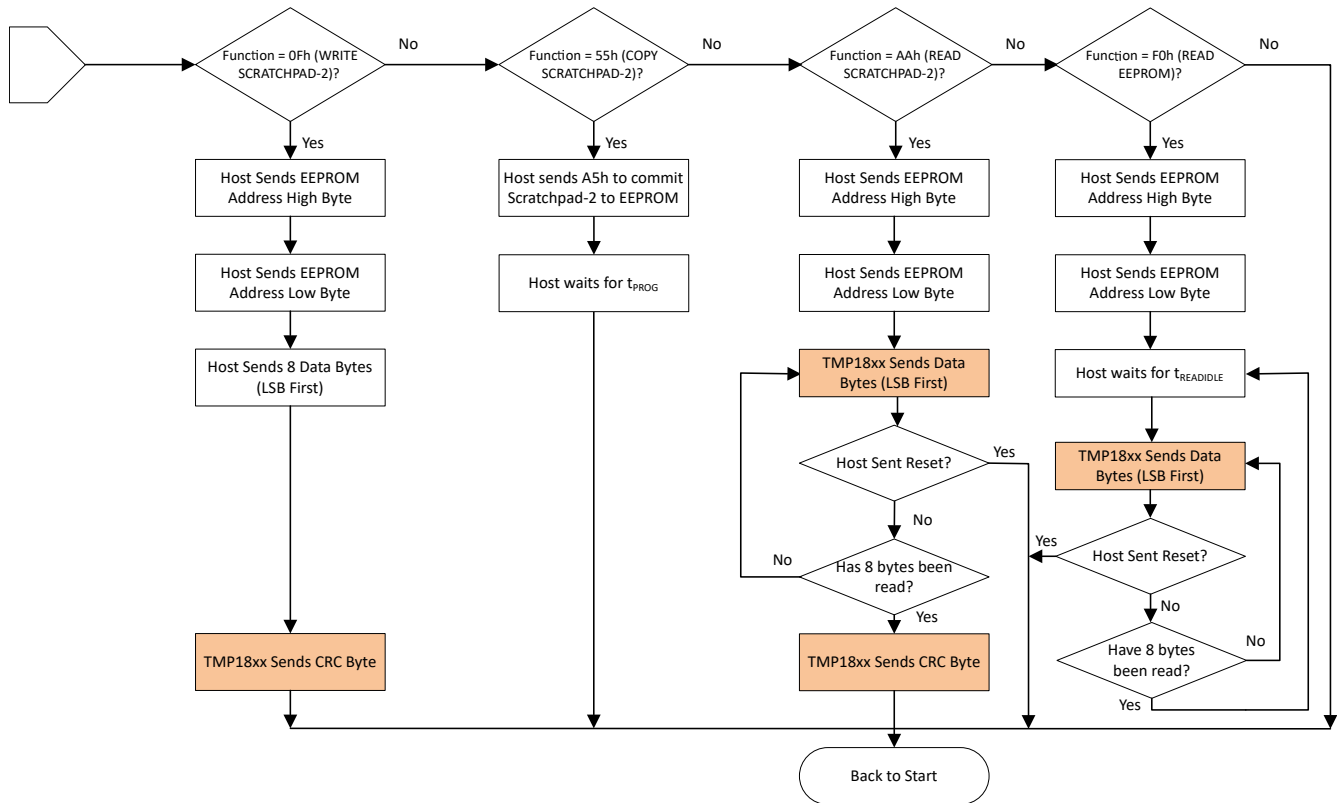 Function = 0Fh (WRITE
SCRATCHPAD-2)?
No
Yes
Host Sends EEPROM
Address High Byte
Host Sends EEPROM
Address Low Byte
Host Sends 8 Data Bytes
(LSB First)
TMP18xx Sends CRC Byte
Function = 55h (COPY
SCRATCHPAD-2)?
No
Yes
Host sends A5h to commit
Scratchpad-2 to EEPROM
Host waits for tPROG
Function = AAh (READ
SCRATCHPAD-2)?
No
Yes
Host Sends EEPROM
Address High Byte
Host Sends EEPROM
Address Low Byte
TMP18xx Sends Data
Bytes (LSB First)
Host Sent Reset?
Yes
No
Has 8 bytes been
read?
No
Yes
TMP18xx Sends CRC Byte
Function = F0h (READ
EEPROM)?
No
Yes
Host Sends EEPROM
Address High Byte
Host Sends EEPROM
Address Low Byte
Host waits for tREADIDLE
TMP18xx Sends Data
Bytes (LSB First)
Host Sent Reset?
Yes
No
Have 8 bytes
been read?
No
Yes
Back to Start